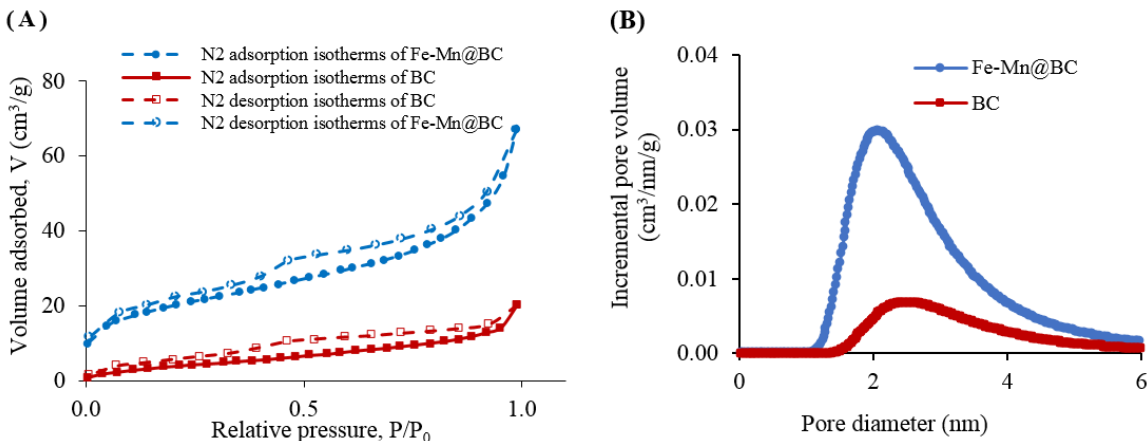 (A)
N2 adsorption isotherms of Fe-Mn@BC
N2 adsorption isotherms of BC
N2 desorption isotherms of BC
N2 desorption isotherms of Fe-Mn@BC
Volume adsorbed, V (cm³/g)
80
60
40
20
0
0.0
0.5
1.0
Relative pressure, P/P₀
(B)
Fe-Mn@BC
BC
Incremental pore volume
(cm³/nm/g)
0.04
0.03
0.02
0.01
0.00
0
2
4
6
Pore diameter (nm)